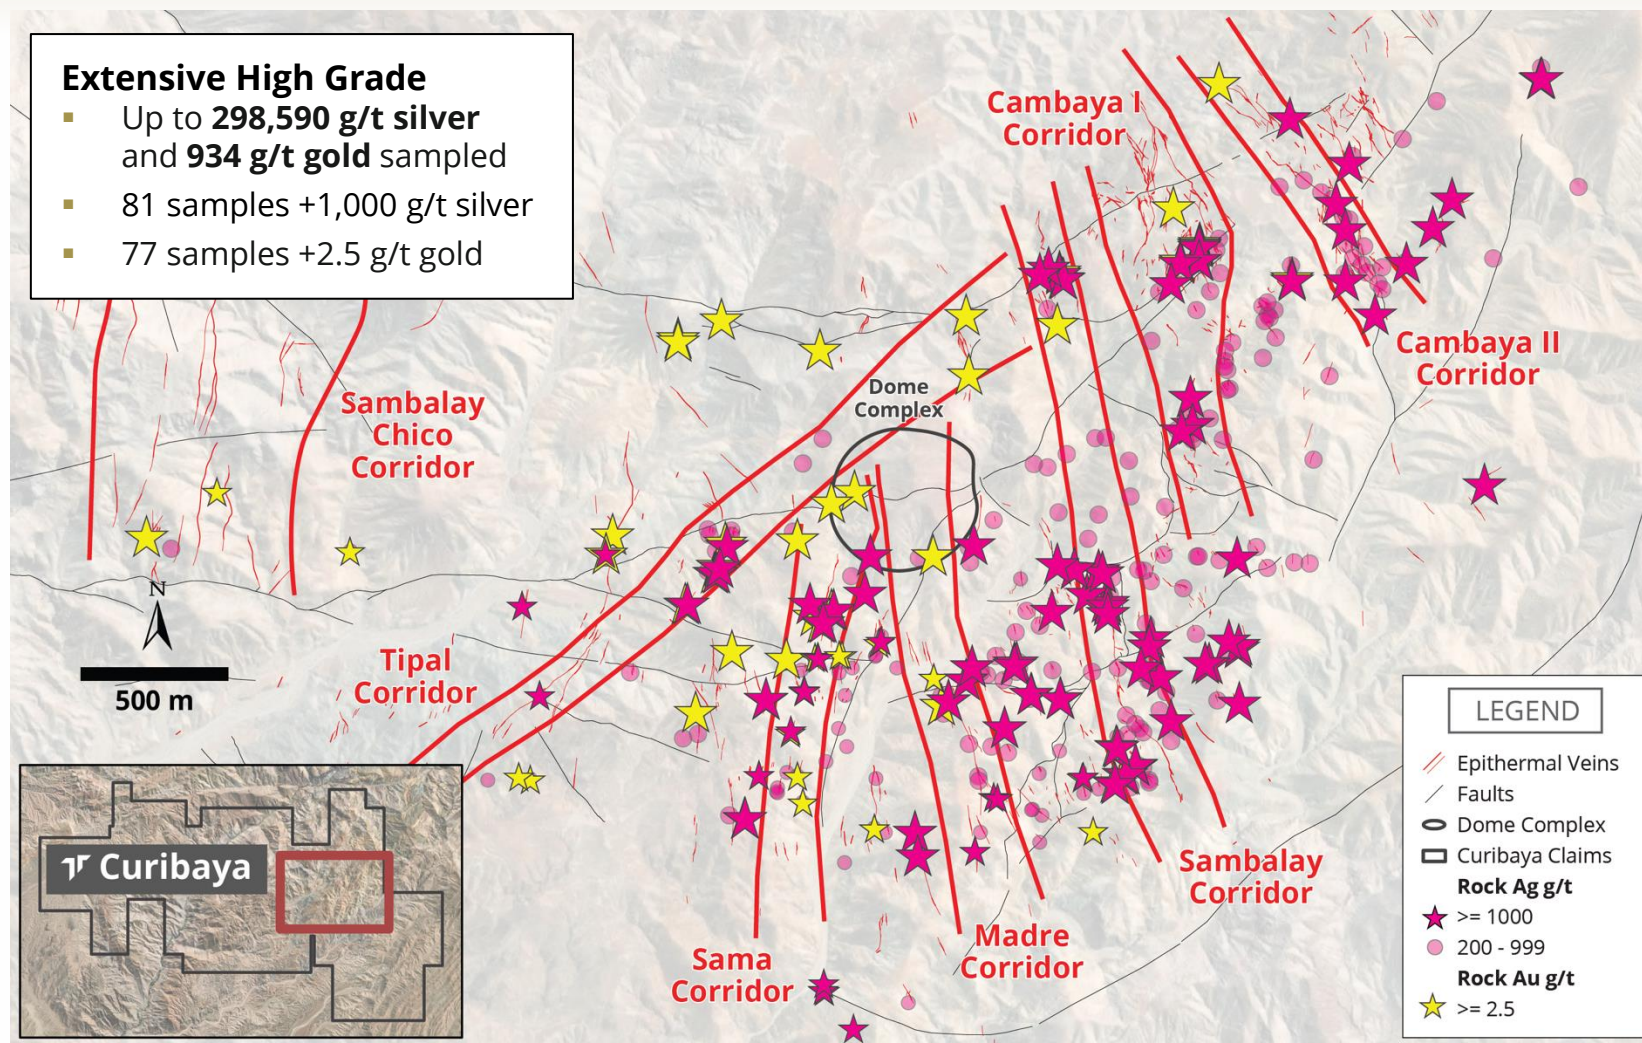 Extensive High Grade
▪ Up to 298,590 g/t silver
and 934 g/t gold sampled
▪ 81 samples +1,000 g/t silver
▪ 77 samples +2.5 g/t gold
Cambaya I
Corridor
Cambaya II
Corridor
Dome
Complex
Sambalay
Chico
Corridor
N
500 m
Tipal
Corridor
Sambalay
Corridor
Madre
Corridor
Sama
Corridor
Curibaya
LEGEND
Epithermal Veins
Faults
Dome Complex
Curibaya Claims
Rock Ag g/t
>= 1000
200 - 999
Rock Au g/t
>= 2.5